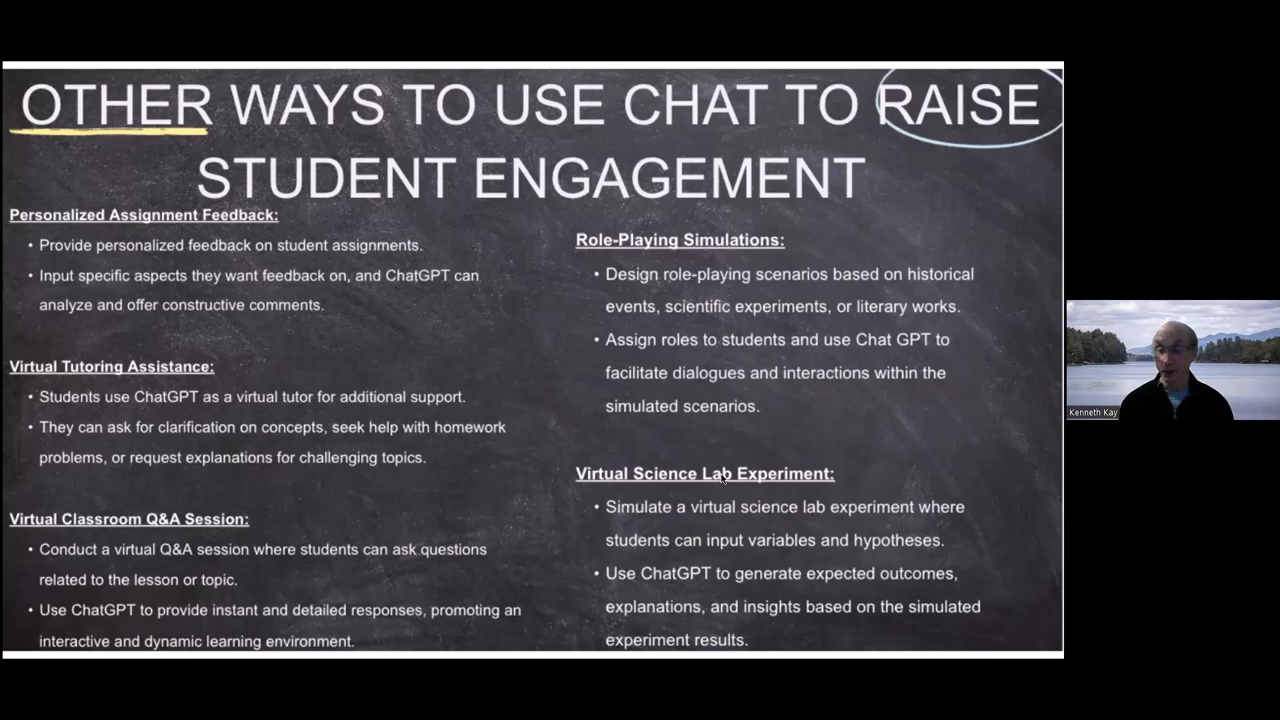 OTHER WAYS TO USE CHAT TO RAISE
STUDENT ENGAGEMENT
Personalized Assignment Feedback:
• Provide personalized feedback on student assignments.
• Input specific aspects they want feedback on, and ChatGPT can
analyze and offer constructive comments.
Virtual Tutoring Assistance:
• Students use ChatGPT as a virtual tutor for additional support.
• They can ask for clarification on concepts, seek help with homework
problems, or request explanations for challenging topics.
Virtual Classroom Q&A Session:
• Conduct a virtual Q&A session where students can ask questions
related to the lesson or topic.
• Use ChatGPT to provide instant and detailed responses, promoting an
interactive and dynamic learning environment.
Role-Playing Simulations:
• Design role-playing scenarios based on historical
events, scientific experiments, or literary works.
• Assign roles to students and use Chat GPT to
facilitate dialogues and interactions within the
simulated scenarios.
Virtual Science Lab Experiment:
• Simulate a virtual science lab experiment where
students can input variables and hypotheses.
• Use ChatGPT to generate expected outcomes,
explanations, and insights based on the simulated
experiment results.
Kenneth Kay